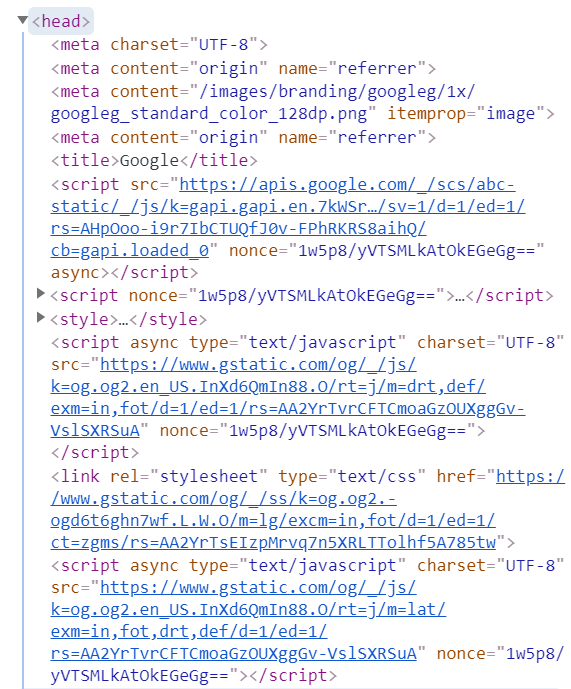 <head>
<meta charset="UTF-8">
<meta content="origin" name="referrer">
<meta content="/images/branding/googleg/1x/
googleg_standard_color_128dp.png" itemprop="image">
<meta content="origin" name="referrer">
<title>Google</title>
<script src="https://apis.google.com/_/scs/abc-
static/_/js/k=gapi.gapi.en.7kWSr…/sv=1/d=1/ed=1/
rs=AHpOoo-i9r7IbCTUQfJ0v-FPhRKRS8aihQ/
cb=gapi.loaded_0" nonce="1w5p8/yVTSMLkAtOkEGeGg=="
async></script>
<script nonce="1w5p8/yVTSMLkAtOkEGeGg==">…</script>
<style>…</style>
<script async type="text/javascript" charset="UTF-8"
src="https://www.gstatic.com/og/_/js/
k=og.og2.en_US.InXd6QmIn88.O/rt=j/m=drt,def/
exm=in,fot/d=1/ed=1/rs=AA2YrTvrCFTCmoaGzOUXggGv-
VslSXRSuA" nonce="1w5p8/yVTSMLkAtOkEGeGg==">
</script>
<link rel="stylesheet" type="text/css" href="https:/
/www.gstatic.com/og/_/ss/k=og.og2.-
ogd6t6ghn7wf.L.W.O/m=lg/excm=in,fot/d=1/ed=1/
ct=zgms/rs=AA2YrTsEIzpMrvq7n5XRLTTolhf5A785tw">
<script async type="text/javascript" charset="UTF-8"
src="https://www.gstatic.com/og/_/js/
k=og.og2.en_US.InXd6QmIn88.O/rt=j/m=lat/
exm=in,fot,drt,def/d=1/ed=1/
rs=AA2YrTvrCFTCmoaGzOUXggGv-VslSXRSuA" nonce="1w5p8/
yVTSMLkAtOkEGeGg=="></script>